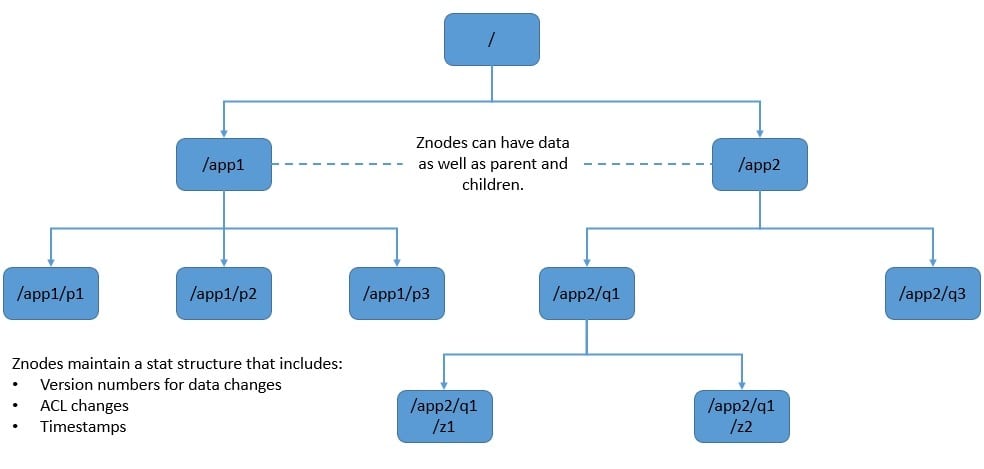 /
/app1
Znodes can have data
as well as parent and
children.
/app2
/app1/p1
/app1/p2
/app1/p3
/app2/q1
/app2/q3
Znodes maintain a stat structure that includes:
• Version numbers for data changes
• ACL changes
• Timestamps
/app2/q1
/z1
/app2/q1
/z2